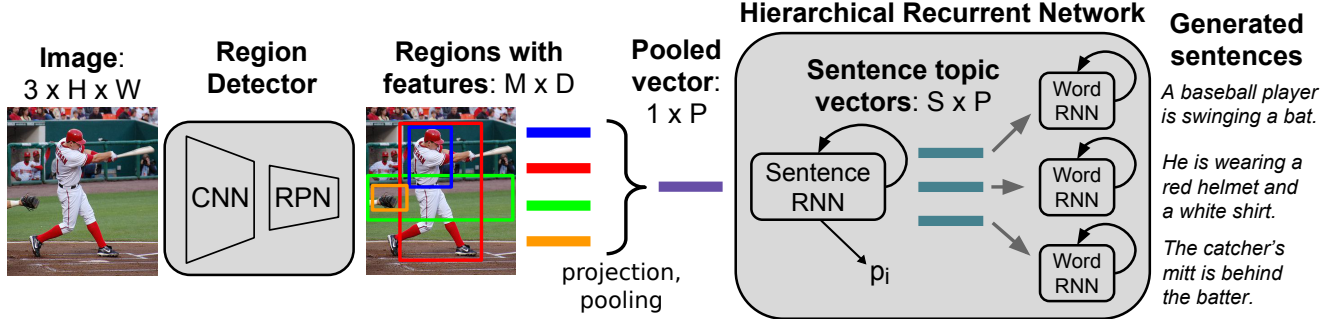 Image:
3 x H x W
Region
Detector
CNN
RPN
Regions with
features: M x D
projection,
pooling
Pooled
vector:
1 x P
Hierarchical Recurrent Network
Sentence
RNN
pi
Sentence topic
vectors: S x P
Word
RNN
Word
RNN
Word
RNN
Generated
sentences
A baseball player
is swinging a bat.
He is wearing a
red helmet and
a white shirt.
The catcher's
mitt is behind
the batter.